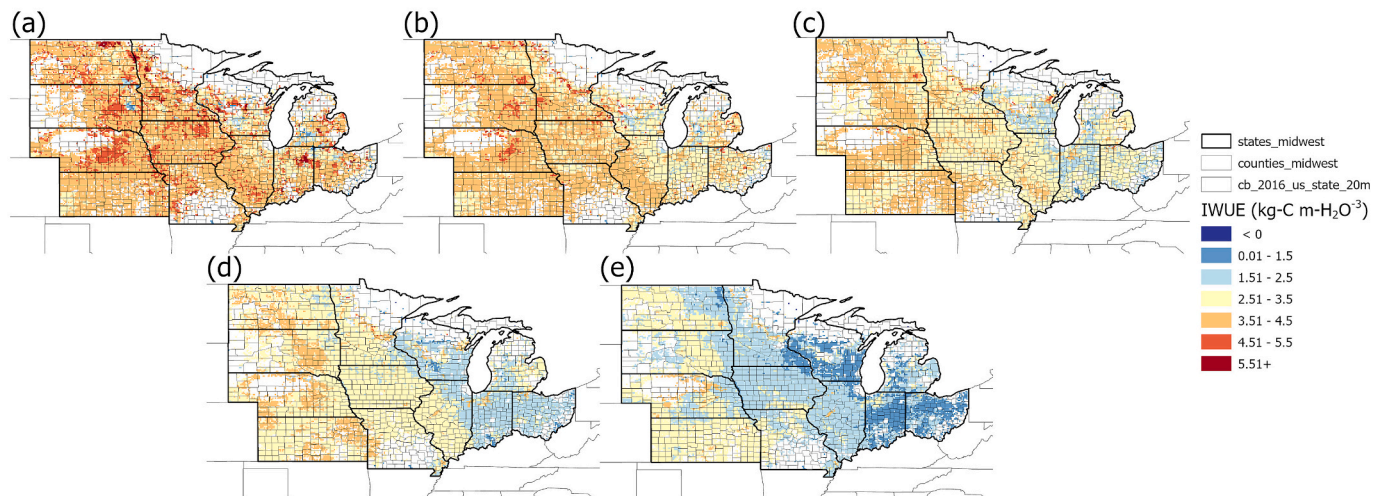 (a)
(b)
(c)
(d)
(e)
states_midwest
counties_midwest
cb_2016_us_state_20m
IWUE (kg-C m-H₂O⁻³)
< 0
0.01 - 1.5
1.51 - 2.5
2.51 - 3.5
3.51 - 4.5
4.51 - 5.5
5.51+